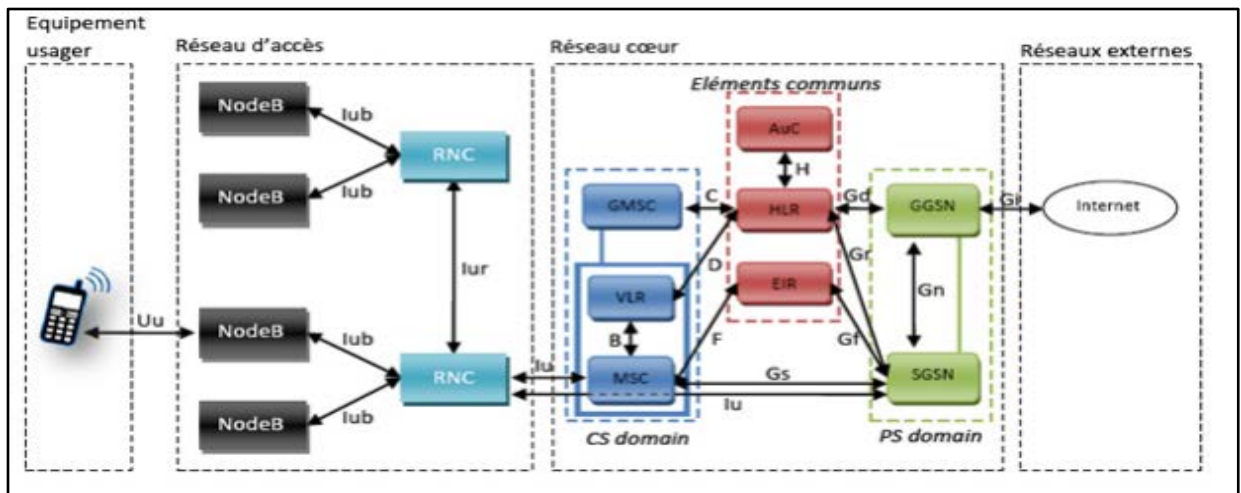 Equipement
usager
Réseau d’accès
Réseau cœur
Réseaux externes
Eléments communs
NodeB
Iub
RNC
NodeB
Iub
Iur
Uu
NodeB
Iub
RNC
NodeB
Iub
AuC
H
GMSC
C
HLR
Gd
GGSN
Gi
Internet
D
Gr
VLR
EIR
Gn
B
F
Gf
Iu
MSC
Gs
SGSN
Iu
CS domain
PS domain